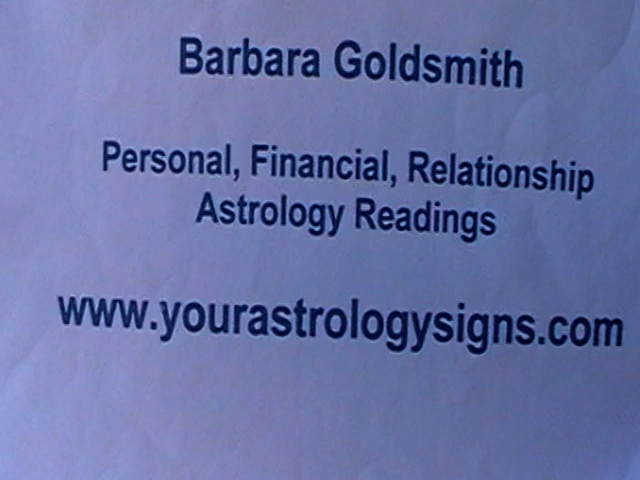 Barbara Goldsmith
Personal, Financial, Relationship
Astrology Readings
www.yourastrologysigns.com